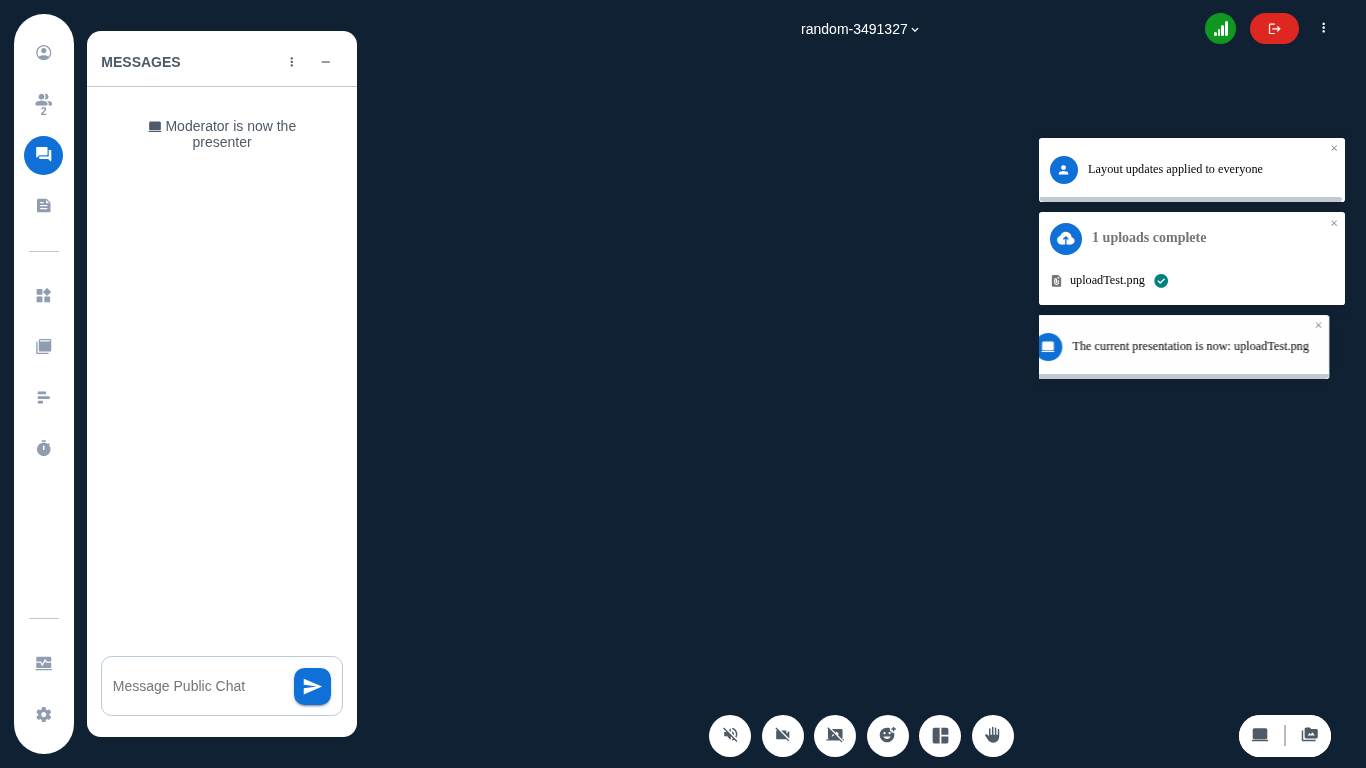 random-3491327
2
MESSAGES
Moderator is now the
presenter
Message Public Chat
Layout updates applied to everyone
1 uploads complete
uploadTest.png
The current presentation is now: uploadTest.png